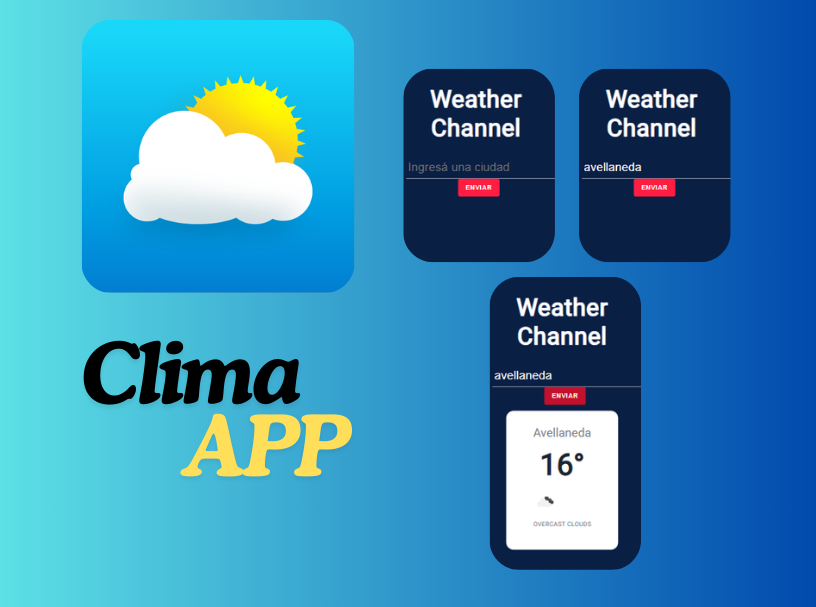 Clima
APP
Weather
Channel
Ingresá una ciudad
ENVIAR
Weather
Channel
avellaneda
ENVIAR
Weather
Channel
avellaneda
ENVIAR
Avellaneda
16°
OVERCAST CLOUDS